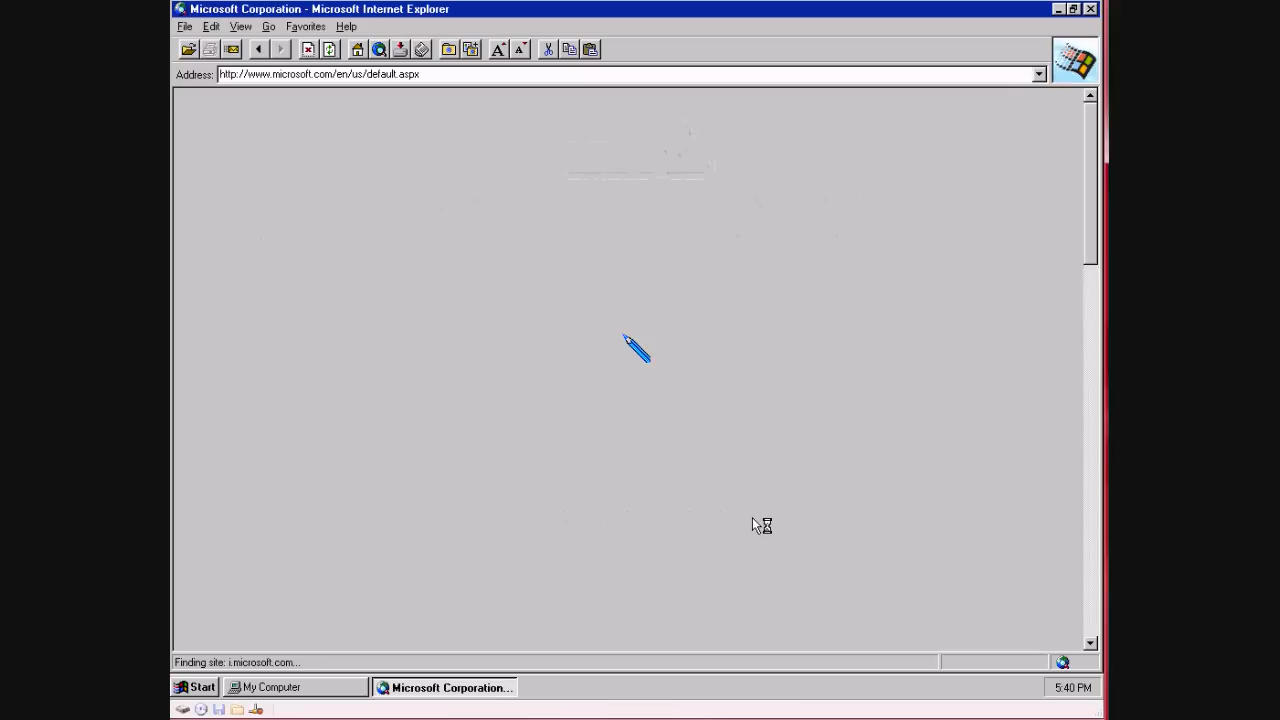 Microsoft Corporation - Microsoft Internet Explorer
File Edit View Go Favorites Help
A A
Address: http://www.microsoft.com/en/us/default.aspx
Finding site: i.microsoft.com...
Start My Computer Microsoft Corporation... 5:40 PM